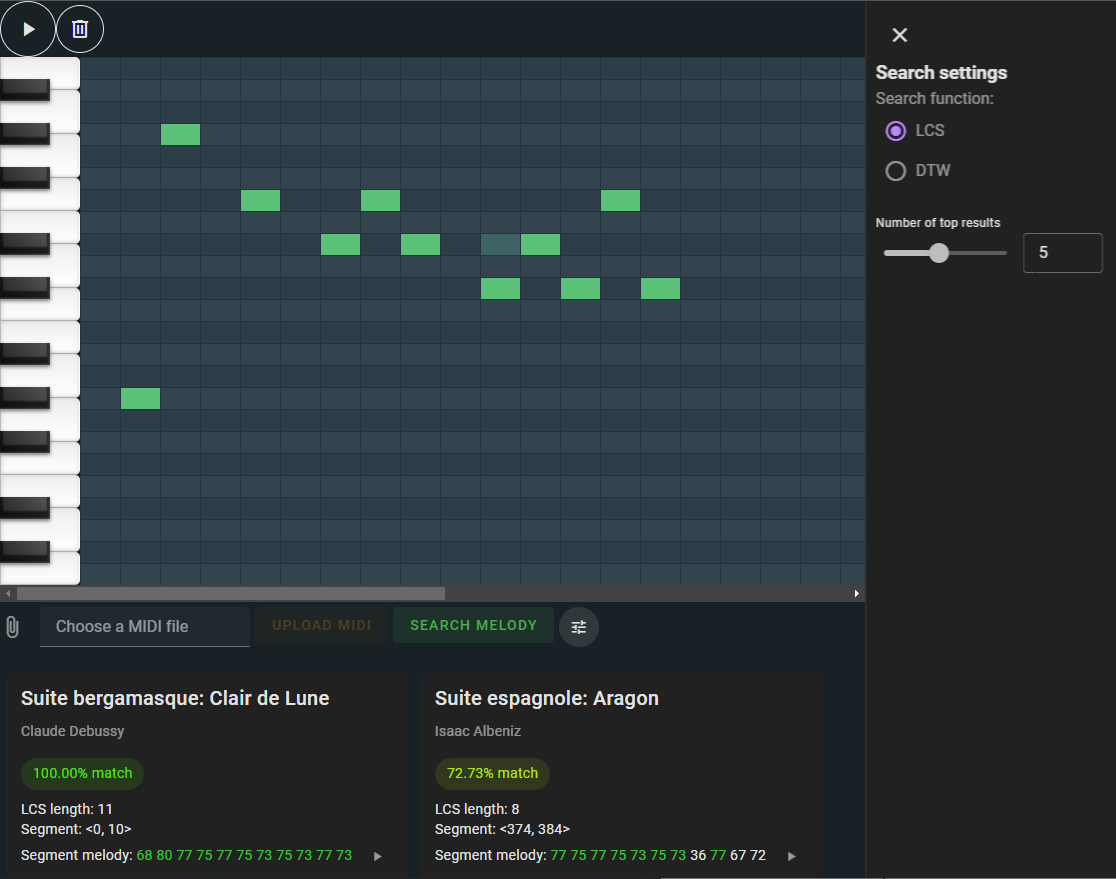 Search settings
Search function:
LCS
DTW
Number of top results
5
Choose a MIDI file
UPLOAD MIDI
SEARCH MELODY
Suite bergamasque: Clair de Lune
Claude Debussy
100.00% match
LCS length: 11
Segment: <0, 10>
Segment melody: 68 80 77 75 77 75 73 75 73 77 73
Suite espagnole: Aragon
Isaac Albeniz
72.73% match
LCS length: 8
Segment: <374, 384>
Segment melody: 77 75 77 75 73 75 73 36 77 67 72